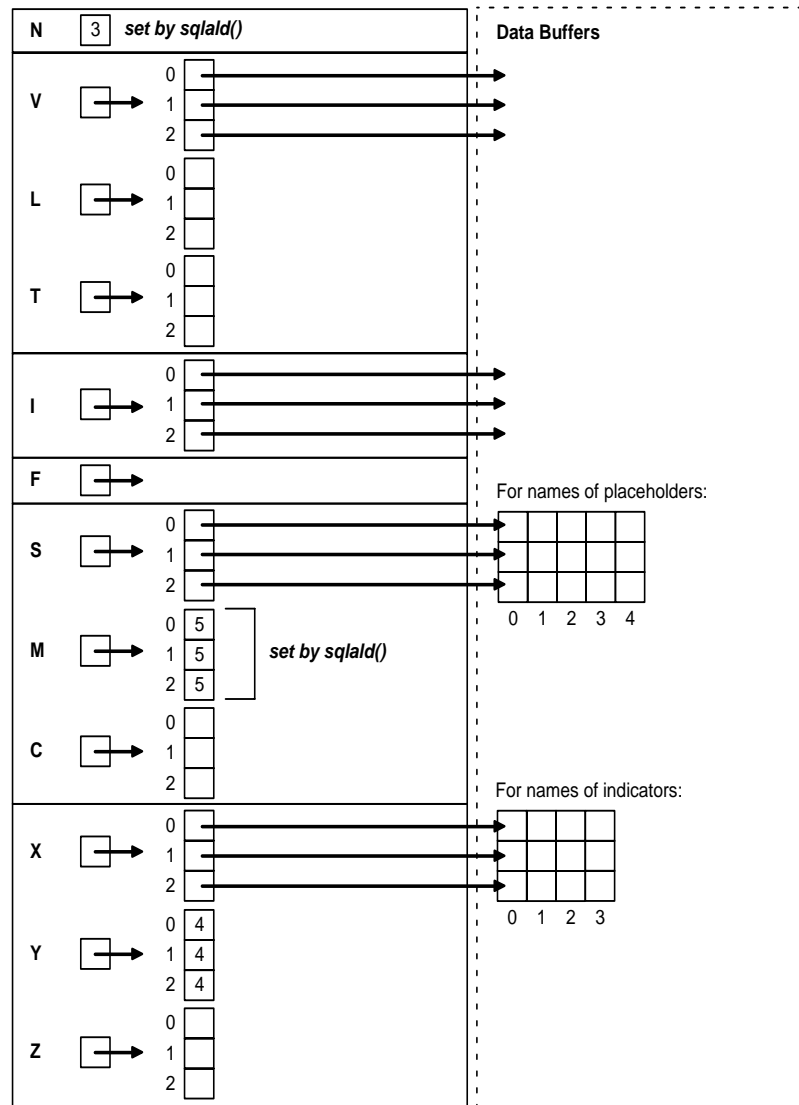 N 3 set by sqlald()
Data Buffers
V
0
1
2
L
0
1
2
T
0
1
2
I
0
1
2
F
For names of placeholders:
S
0
1
2
0 1 2 3 4
M
0 5
1 5
2 5
set by sqlald()
C
0
1
2
For names of indicators:
X
0
1
2
0 1 2 3
Y
0 4
1 4
2 4
Z
0
1
2